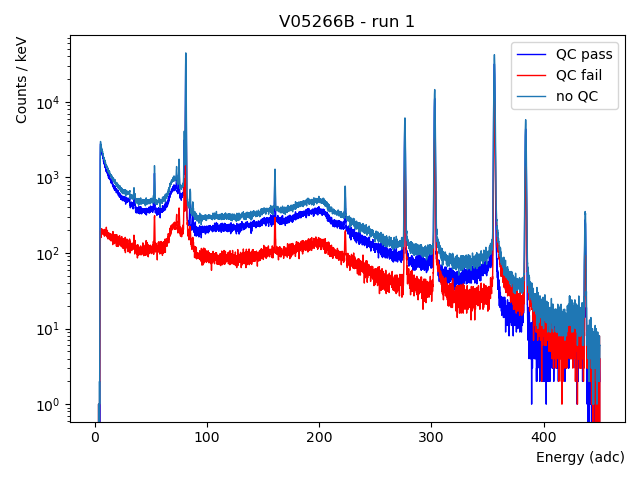 V05266B - run 1
Counts / keV
10⁴
10³
10²
10¹
10⁰
QC pass
QC fail
no QC
0 100 200 300 400
Energy (adc)